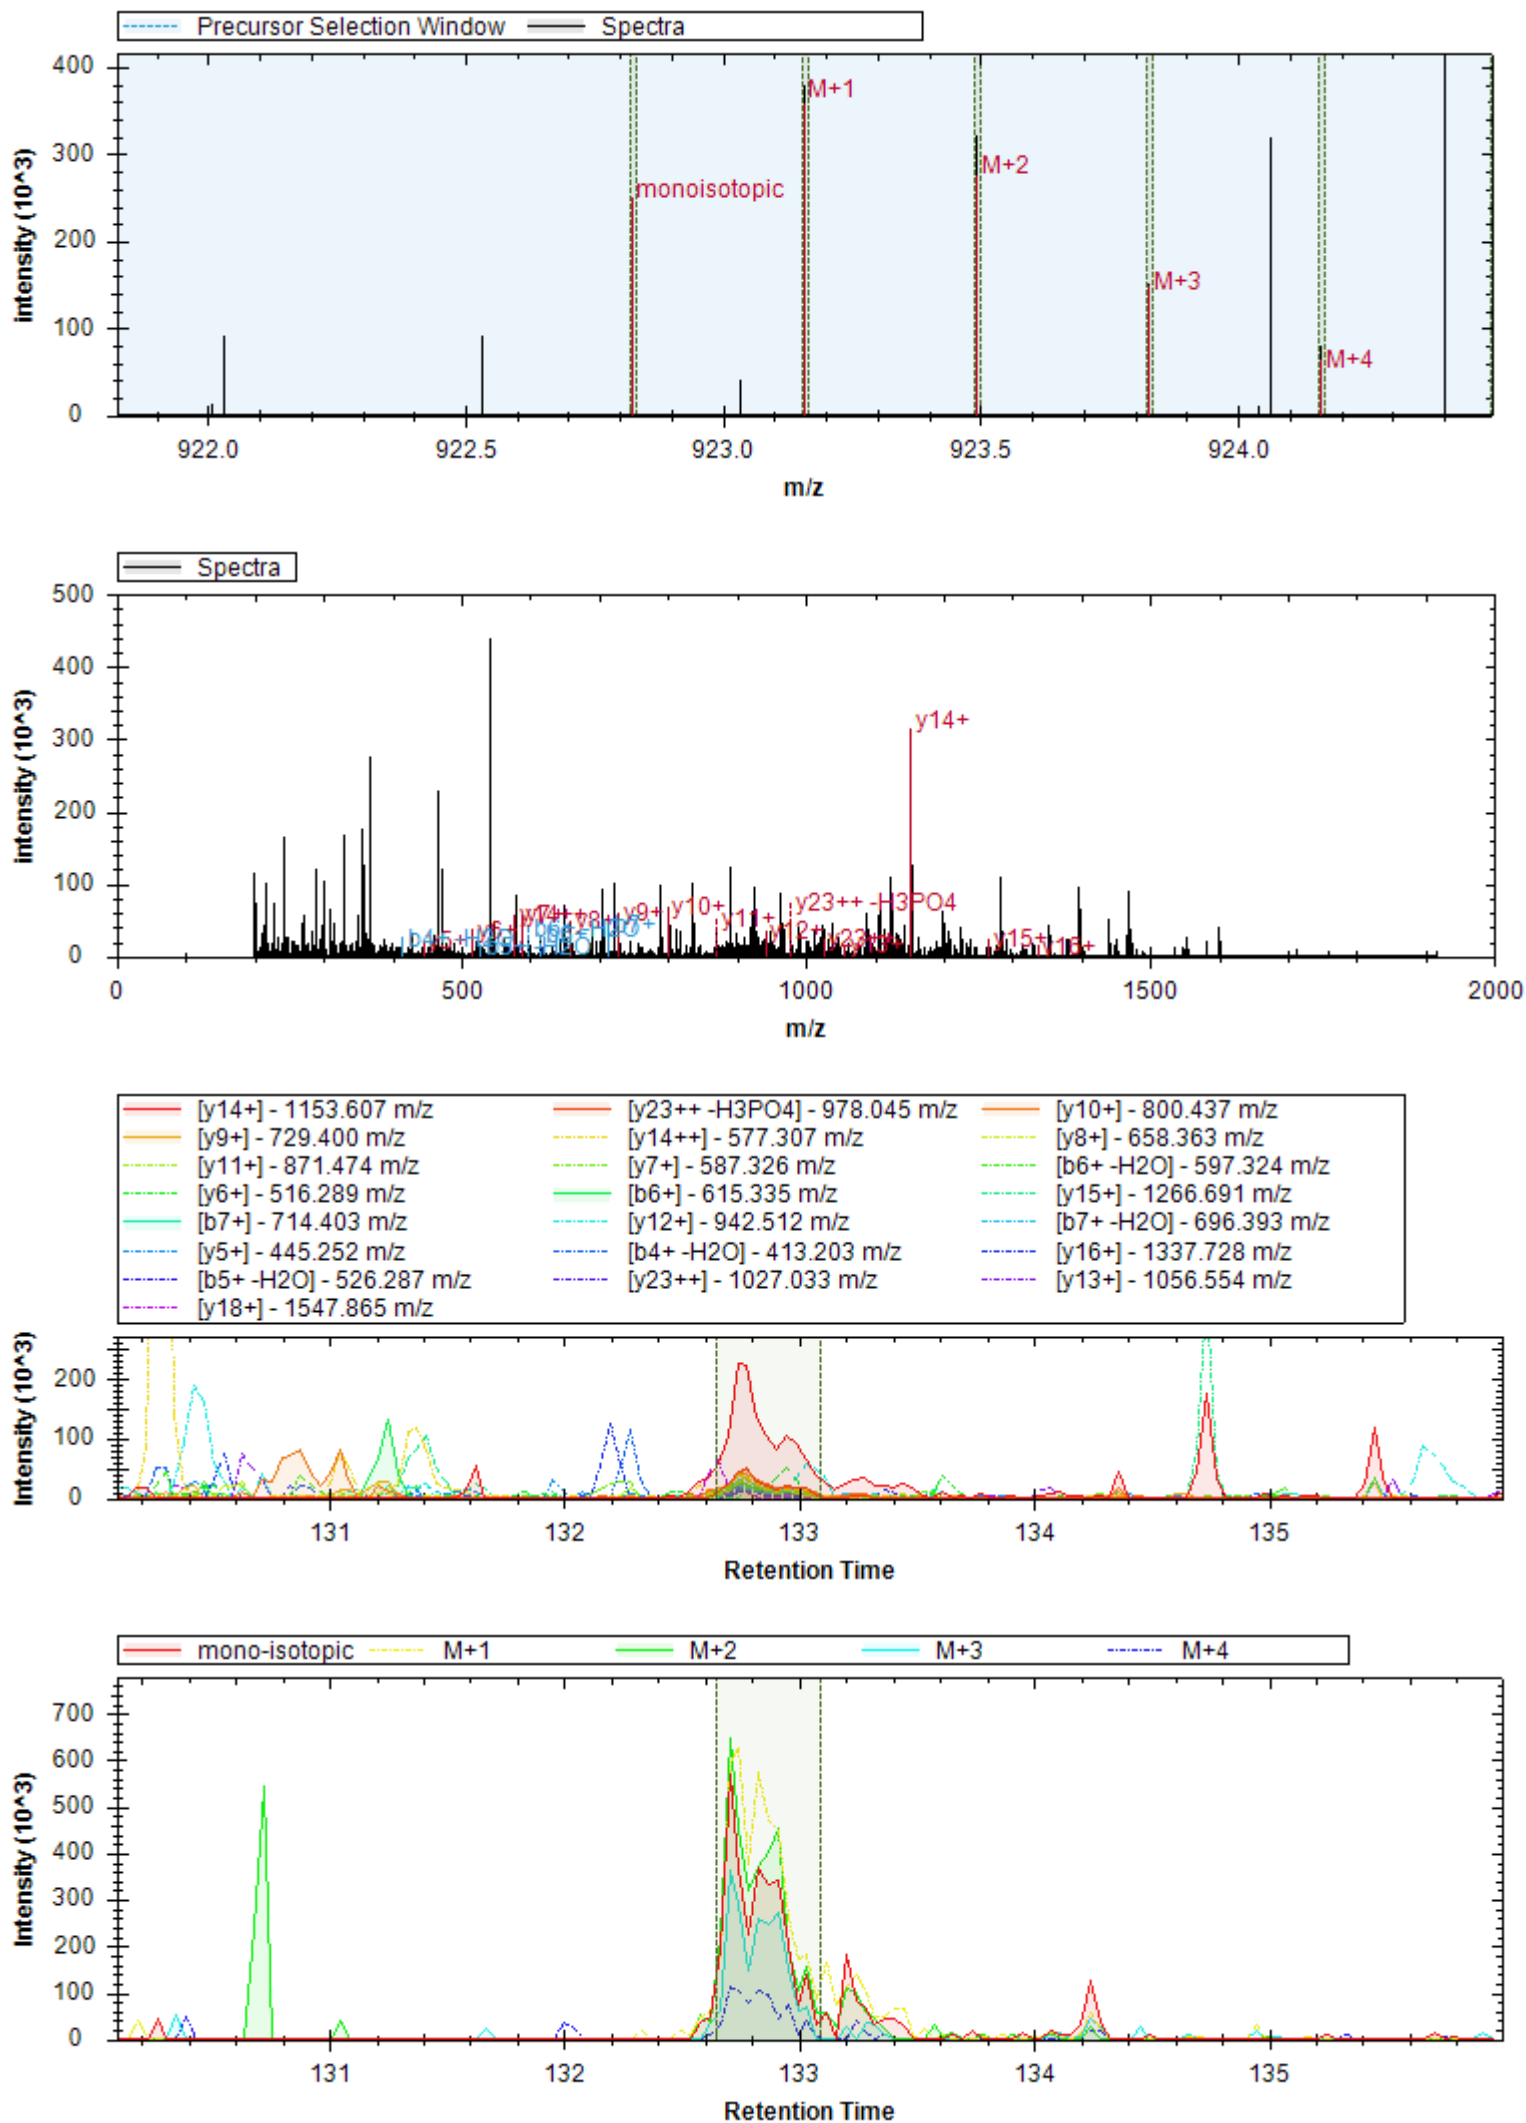 Precursor Selection Window Spectra
intensity (10^3)
400
300
200
100
0
monoisotopic
M+1
M+2
M+3
M+4
922.0 922.5 923.0 923.5 924.0
m/z
Spectra
intensity (10^3)
500
400
300
200
100
0
y14+
y23++ -H3PO4
y10+
y9+
y8+
y11+
y12+
y15+
y16+
0 500 1000 1500 2000
m/z
[y14+] - 1153.607 m/z [y23++ -H3PO4] - 978.045 m/z [y10+] - 800.437 m/z
[y9+] - 729.400 m/z [y14++] - 577.307 m/z [y8+] - 658.363 m/z
[y11+] - 871.474 m/z [y7+] - 587.326 m/z [b6+ -H2O] - 597.324 m/z
[y6+] - 516.289 m/z [b6+] - 615.335 m/z [y15+] - 1266.691 m/z
[b7+] - 714.403 m/z [y12+] - 942.512 m/z [b7+ -H2O] - 696.393 m/z
[y5+] - 445.252 m/z [b4+ -H2O] - 413.203 m/z [y16+] - 1337.728 m/z
[b5+ -H2O] - 526.287 m/z [y23++] - 1027.033 m/z [y13+] - 1056.554 m/z
[y18+] - 1547.865 m/z
Intensity (10^3)
200
100
0
131 132 133 134 135
Retention Time
mono-isotopic M+1 M+2 M+3 M+4
Intensity (10^3)
700
600
500
400
300
200
100
0
131 132 133 134 135
Retention Time